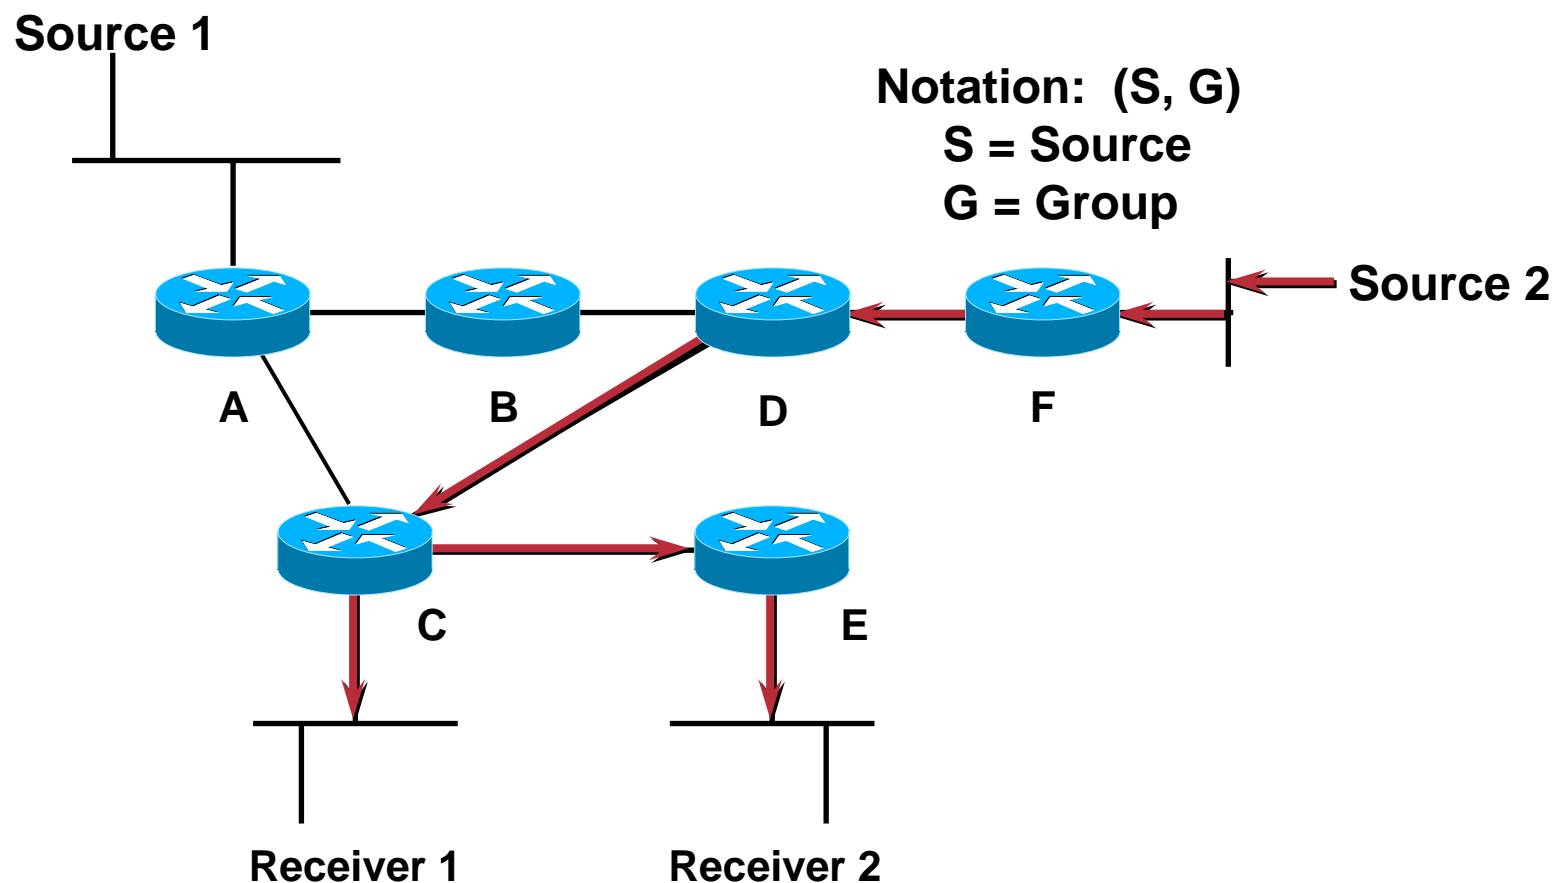 Source 1
Notation: (S, G)
S = Source
G = Group
Source 2
A
B
D
F
C
E
Receiver 1
Receiver 2